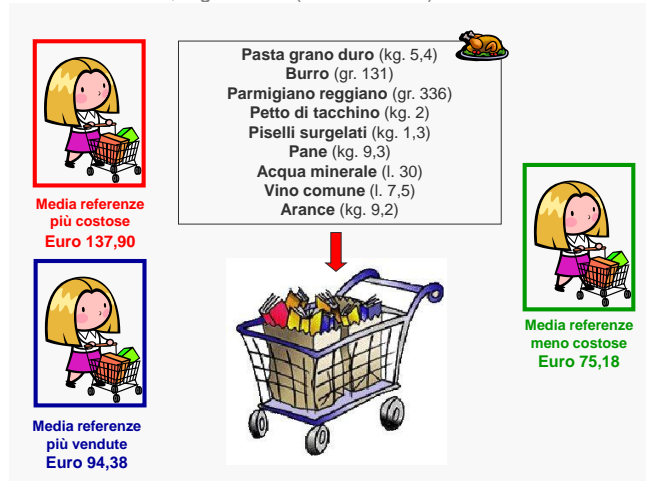 Pasta grano duro (kg. 5,4)
Burro (gr. 131)
Parmigiano reggiano (gr. 336)
Petto di tacchino (kg. 2)
Piselli surgelati (kg. 1,3)
Pane (kg. 9,3)
Acqua minerale (l. 30)
Vino comune (l. 7,5)
Arance (kg. 9,2)
Media referenze
più costose
Euro 137,90
Media referenze
meno costose
Euro 75,18
Media referenze
più vendute
Euro 94,38